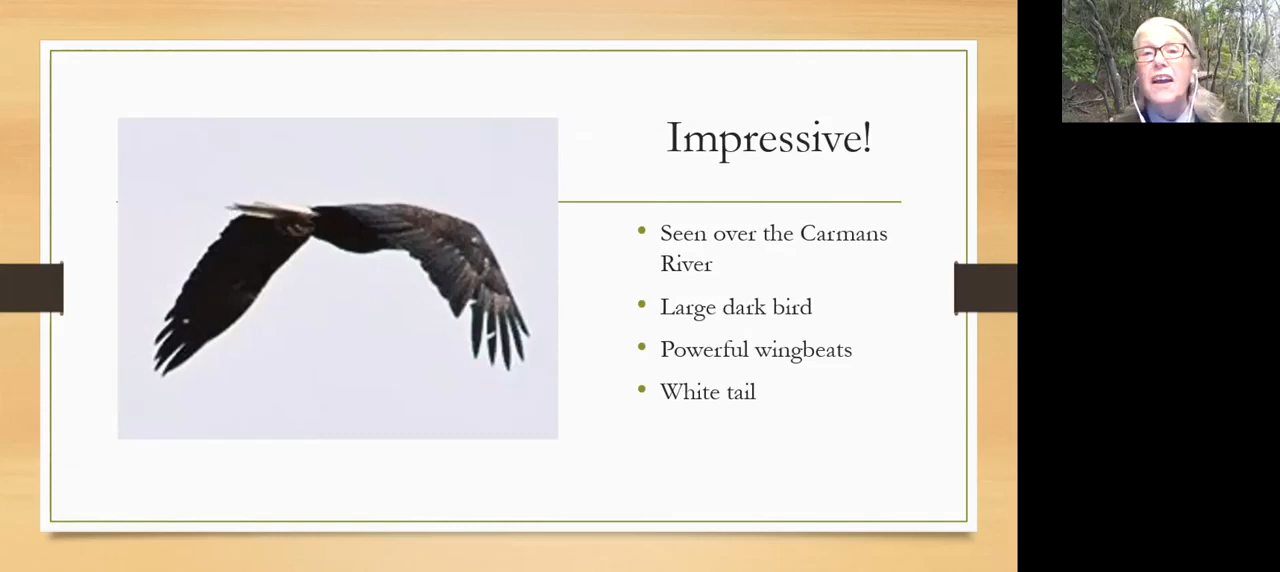 Impressive!
Seen over the Carmans
River
Large dark bird
Powerful wingbeats
White tail